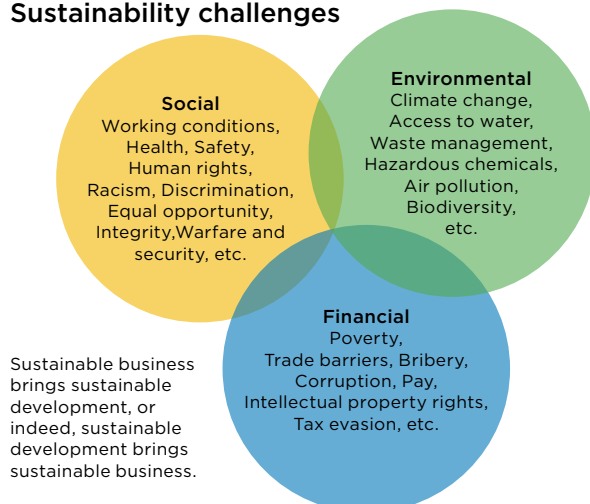 Sustainability challenges
Social
Working conditions,
Health, Safety,
Human rights,
Racism, Discrimination,
Equal opportunity,
Integrity,Warfare and
security, etc.
Environmental
Climate change,
Access to water,
Waste management,
Hazardous chemicals,
Air pollution,
Biodiversity,
etc.
Financial
Poverty,
Trade barriers, Bribery,
Corruption, Pay,
Intellectual property rights,
Tax evasion, etc.
Sustainable business
brings sustainable
development, or
indeed, sustainable
development brings
sustainable business.